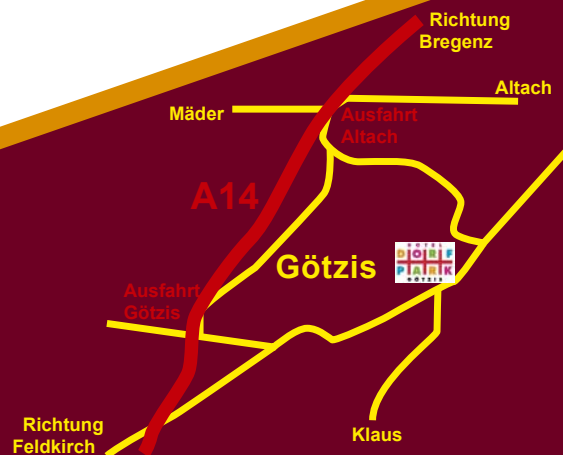 Richtung
Bregenz
Altach
Mäder
Ausfahrt
Altach
A14
Götzis
HOTEL
DORF
PARK
GÖTZIS
Ausfahrt
Götzis
Richtung
Feldkirch
Klaus